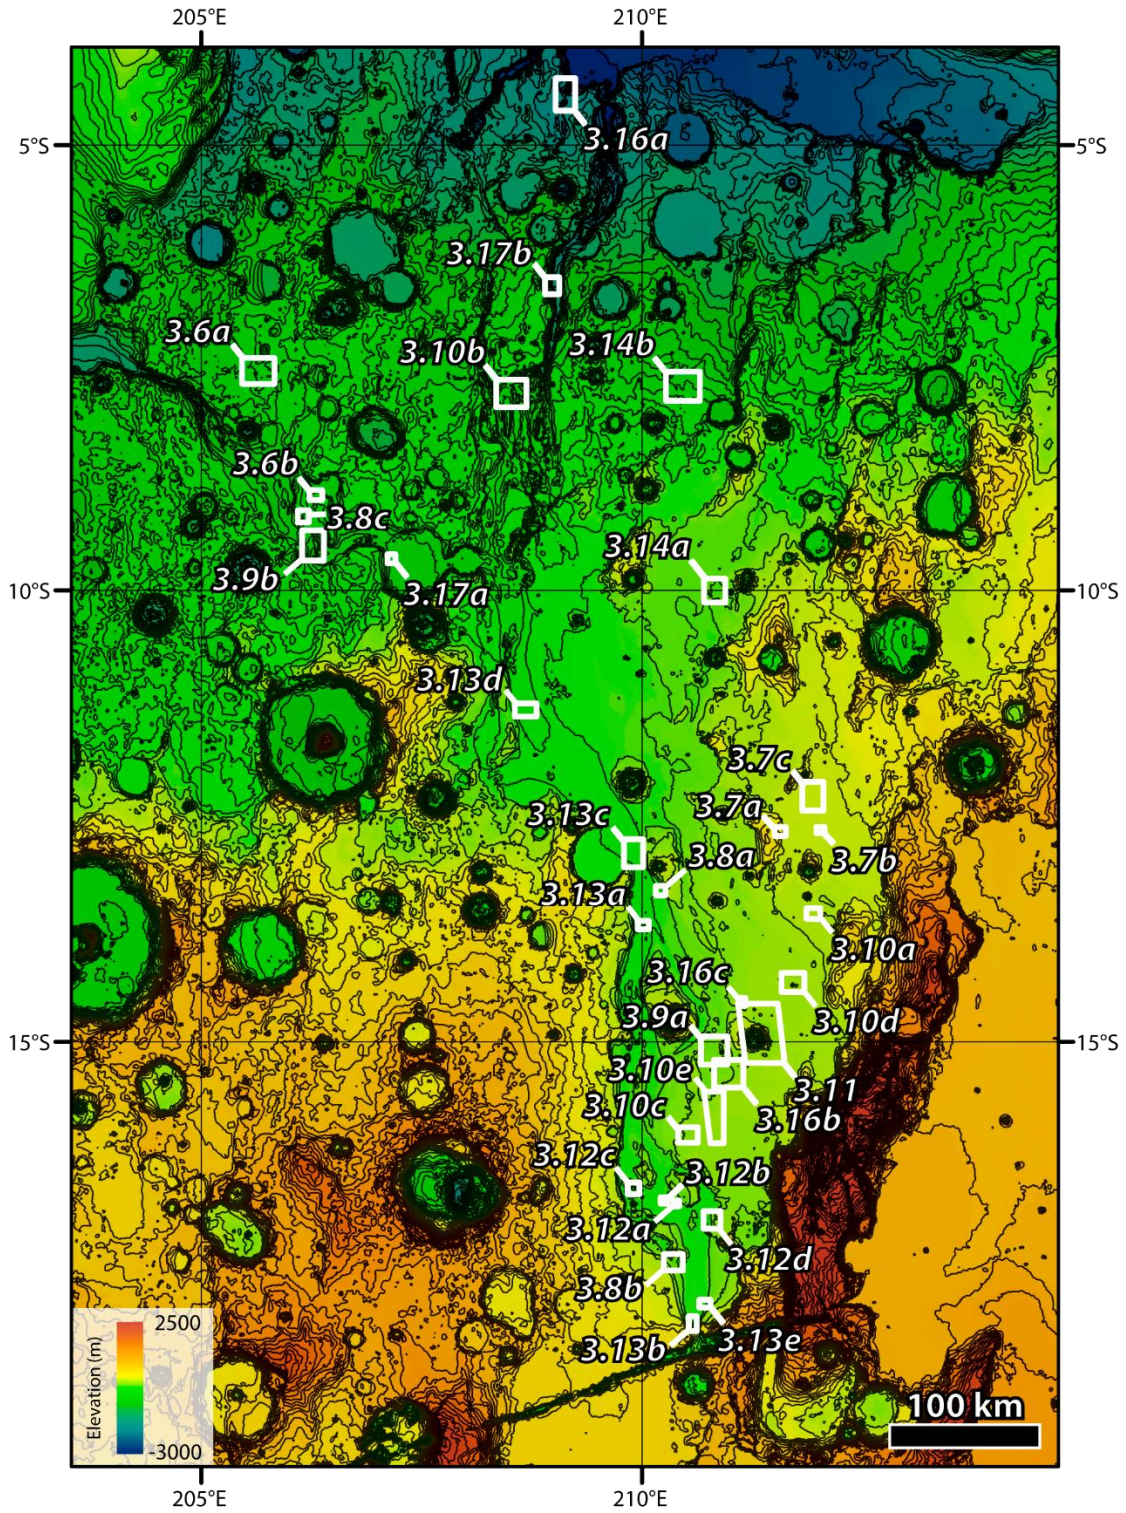 205°E 210°E
5°S 5°S
3.16a
3.17b
3.6a
3.10b
3.14b
3.6b
3.8c
3.14a
3.9b
3.17a
10°S 10°S
3.13d
3.7c
3.7a
3.13c
3.8a
3.7b
3.13a
3.10a
3.16c
3.9a
3.10d
15°S 15°S
3.10e
3.11
3.10c
3.16b
3.12c
3.12b
3.12a
3.12d
3.8b
3.13e
3.13b
Elevation (m)
2500
-3000
100 km
205°E 210°E